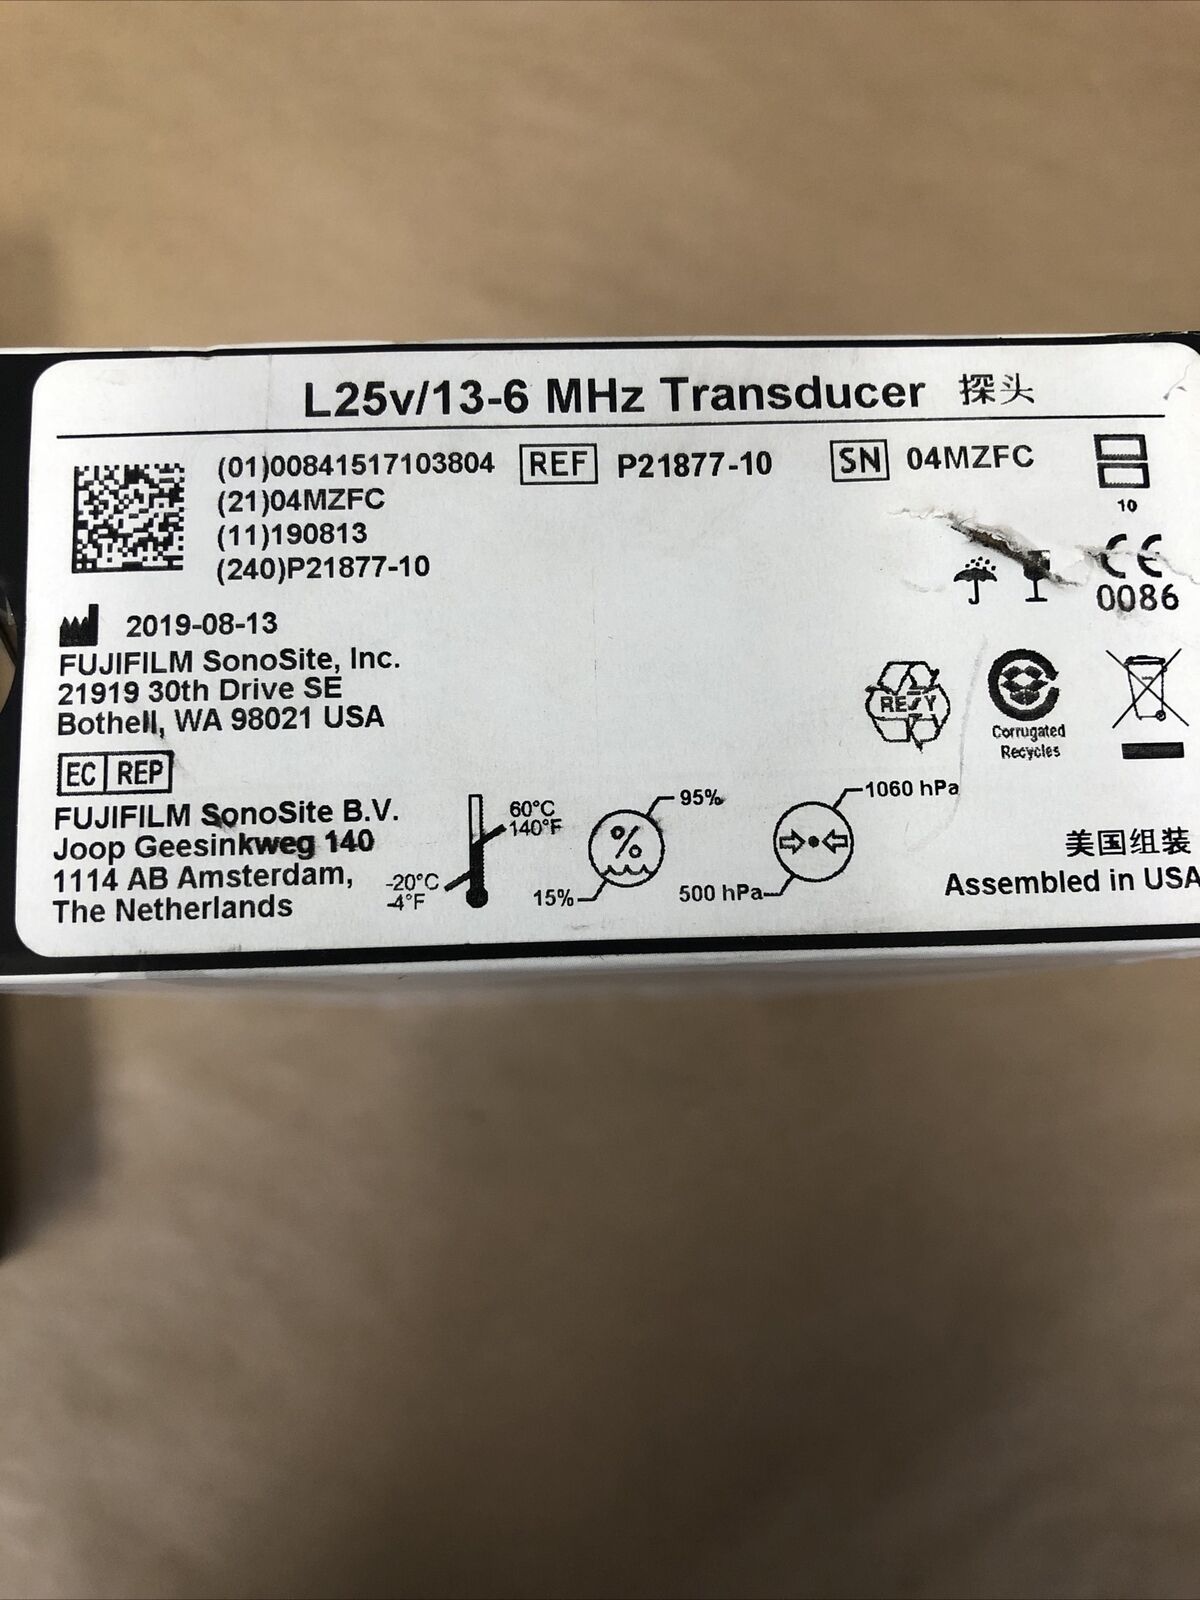 L25v/13-6 MHz Transducer 探头
(01)00841517103804
(21)04MZFC
(11)190813
(240)P21877-10
REF P21877-10
SN 04MZFC
10
CE
0086
2019-08-13
FUJIFILM SonoSite, Inc.
21919 30th Drive SE
Bothell, WA 98021 USA
EC REP
FUJIFILM SonoSite B.V.
Joop Geesinkweg 140
1114 AB Amsterdam,
The Netherlands
60°C
140°F
-20°C
-4°F
%
95%
15%
1060 hPa
500 hPa
RESY
Corrugated
Recycles
美国组装
Assembled in USA